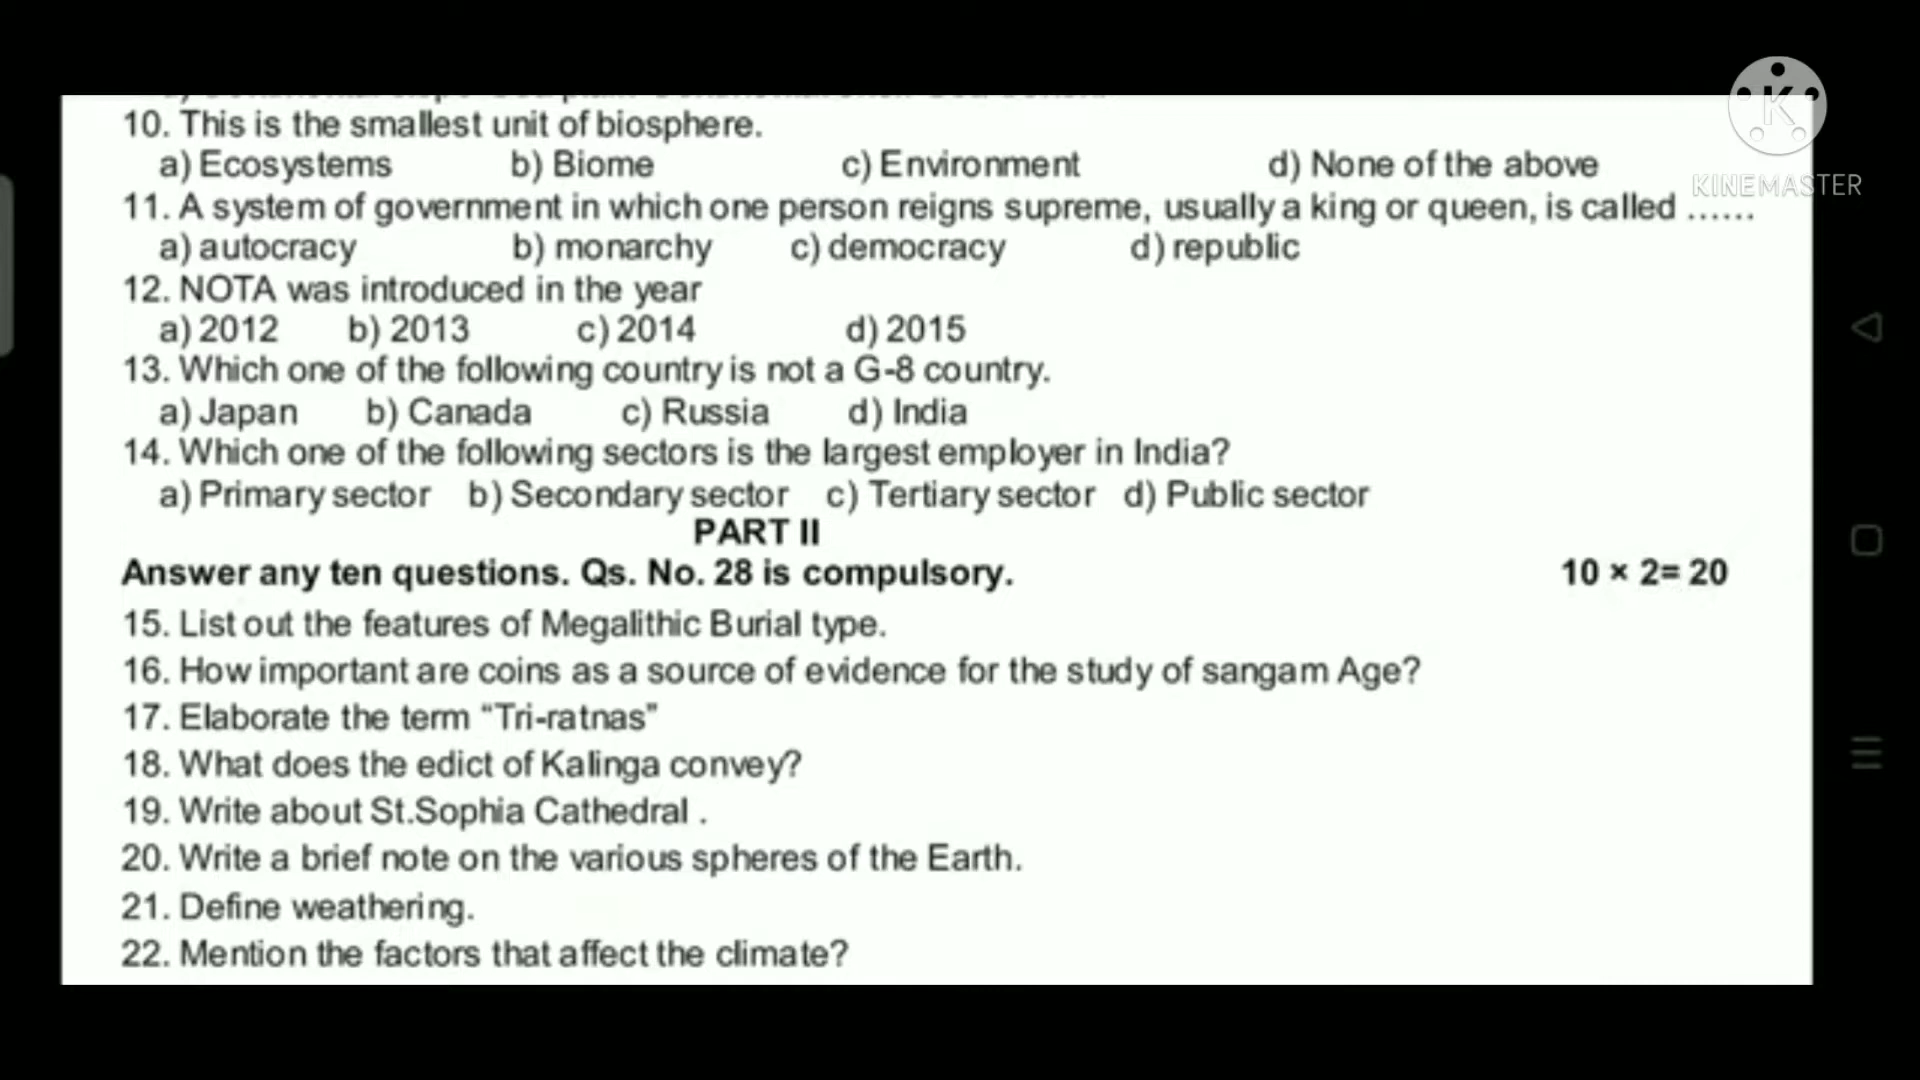 10. This is the smallest unit of biosphere.
a) Ecosystems b) Biome c) Environment d) None of the above
KINEMASTER
11. A system of government in which one person reigns supreme, usually a king or queen, is called ......
a) autocracy b) monarchy c) democracy d) republic
12. NOTA was introduced in the year
a) 2012 b) 2013 c) 2014 d) 2015
13. Which one of the following country is not a G-8 country.
a) Japan b) Canada c) Russia d) India
14. Which one of the following sectors is the largest employer in India?
a) Primary sector b) Secondary sector c) Tertiary sector d) Public sector
PART II
Answer any ten questions. Qs. No. 28 is compulsory. 10 × 2= 20
15. List out the features of Megalithic Burial type.
16. How important are coins as a source of evidence for the study of sangam Age?
17. Elaborate the term “Tri-ratnas”
18. What does the edict of Kalinga convey?
19. Write about St.Sophia Cathedral .
20. Write a brief note on the various spheres of the Earth.
21. Define weathering.
22. Mention the factors that affect the climate?